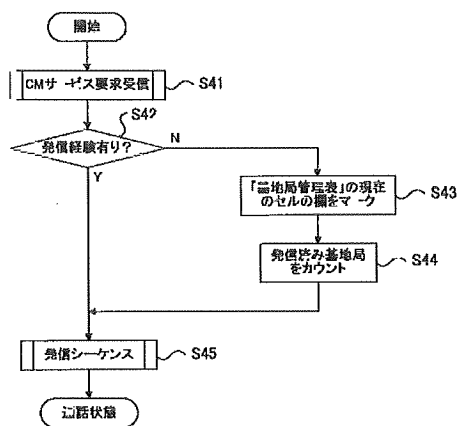 開始
CMサービス要求受信
S41
S42
発信経験有り?
N
Y
『基地局管理表』の現在
のセルの欄をマーク
S43
発信済み基地局
をカウント
S44
発信シーケンス
S45
通話状態